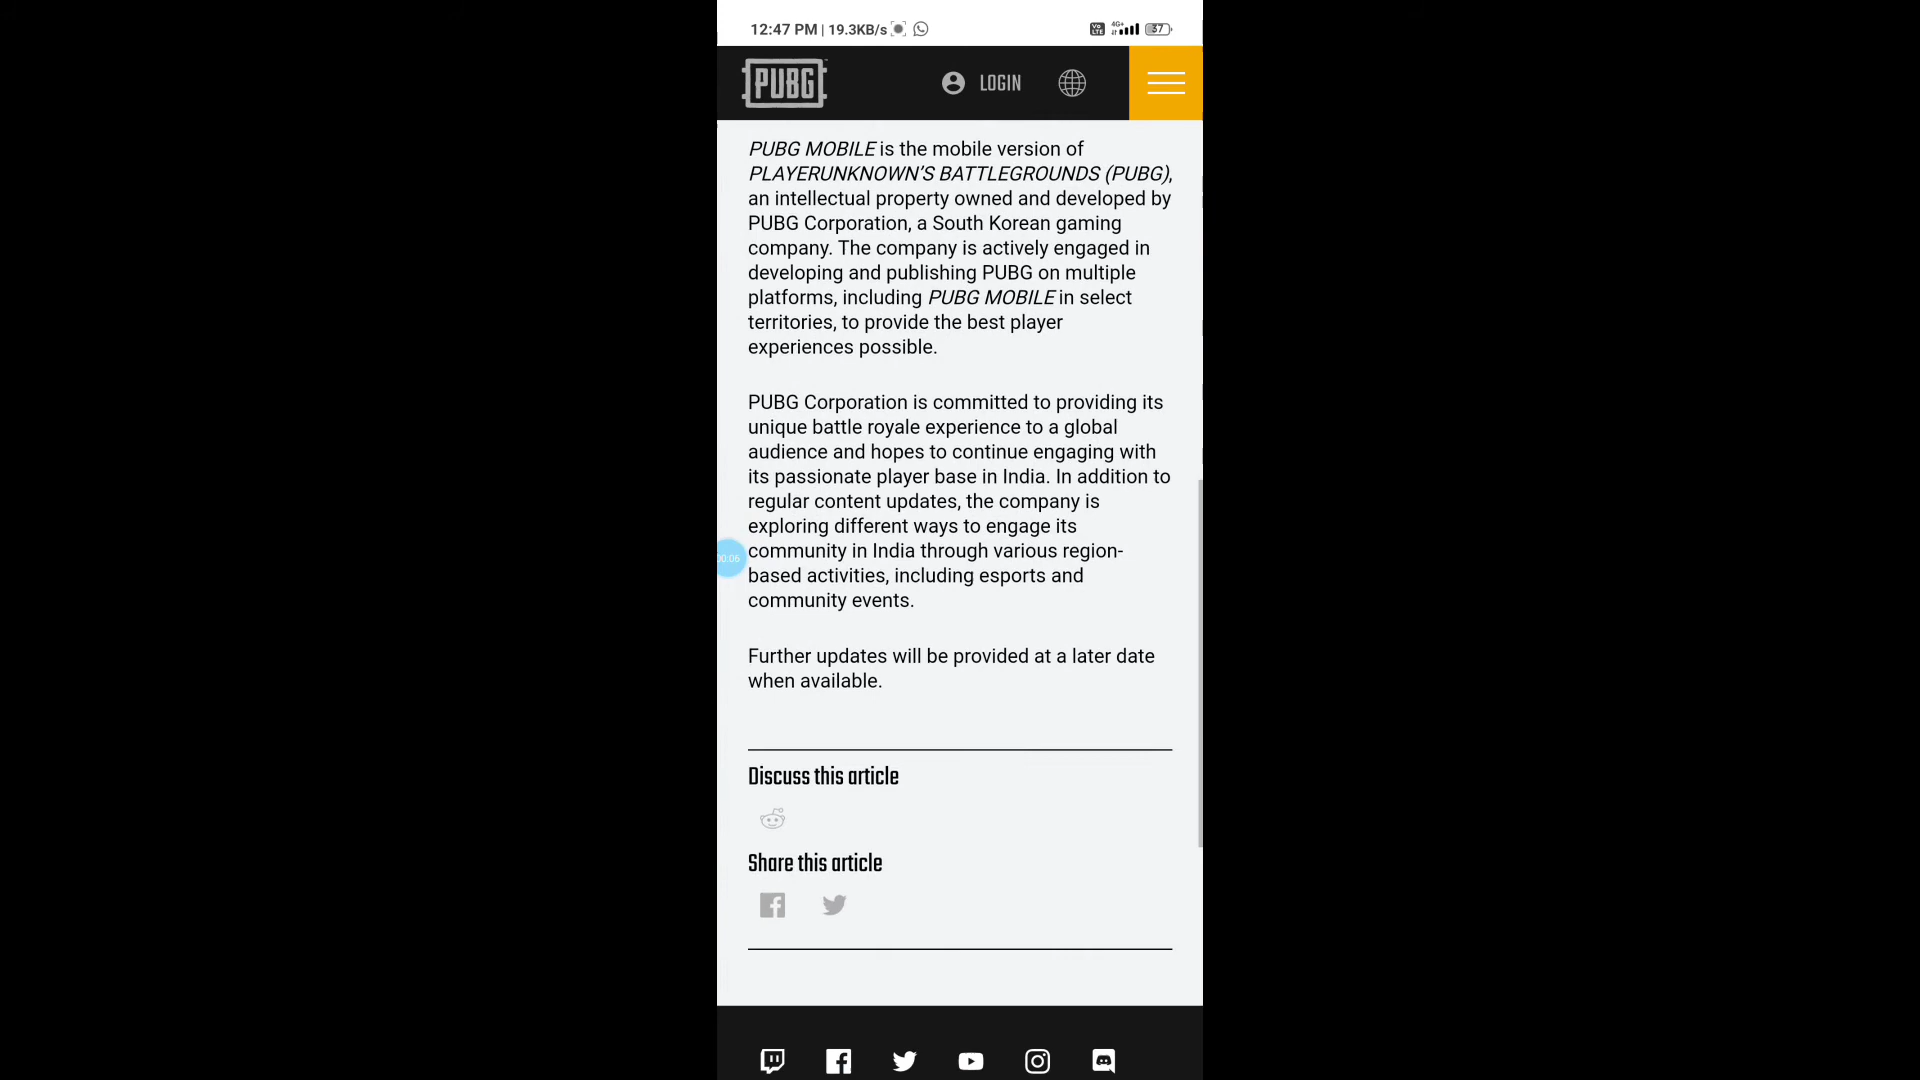 12:47 PM | 19.3KB/s
Vo LTE 4G+ 37
PUBG
LOGIN
PUBG MOBILE is the mobile version of
PLAYERUNKNOWN’S BATTLEGROUNDS (PUBG),
an intellectual property owned and developed by
PUBG Corporation, a South Korean gaming
company. The company is actively engaged in
developing and publishing PUBG on multiple
platforms, including PUBG MOBILE in select
territories, to provide the best player
experiences possible.
PUBG Corporation is committed to providing its
unique battle royale experience to a global
audience and hopes to continue engaging with
its passionate player base in India. In addition to
regular content updates, the company is
exploring different ways to engage its
00:06
community in India through various region-
based activities, including esports and
community events.
Further updates will be provided at a later date
when available.
Discuss this article
Share this article